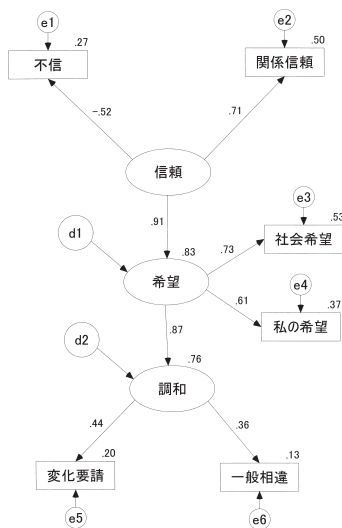 e1
.27
不信
e2
.50
関係信頼
-.52
.71
信頼
.91
e3
.53
社会希望
d1
.83
.73
希望
e4
.61
.37
私の希望
.87
d2
.76
調和
.44
.36
.20
変化要請
.13
一般相違
e5
e6